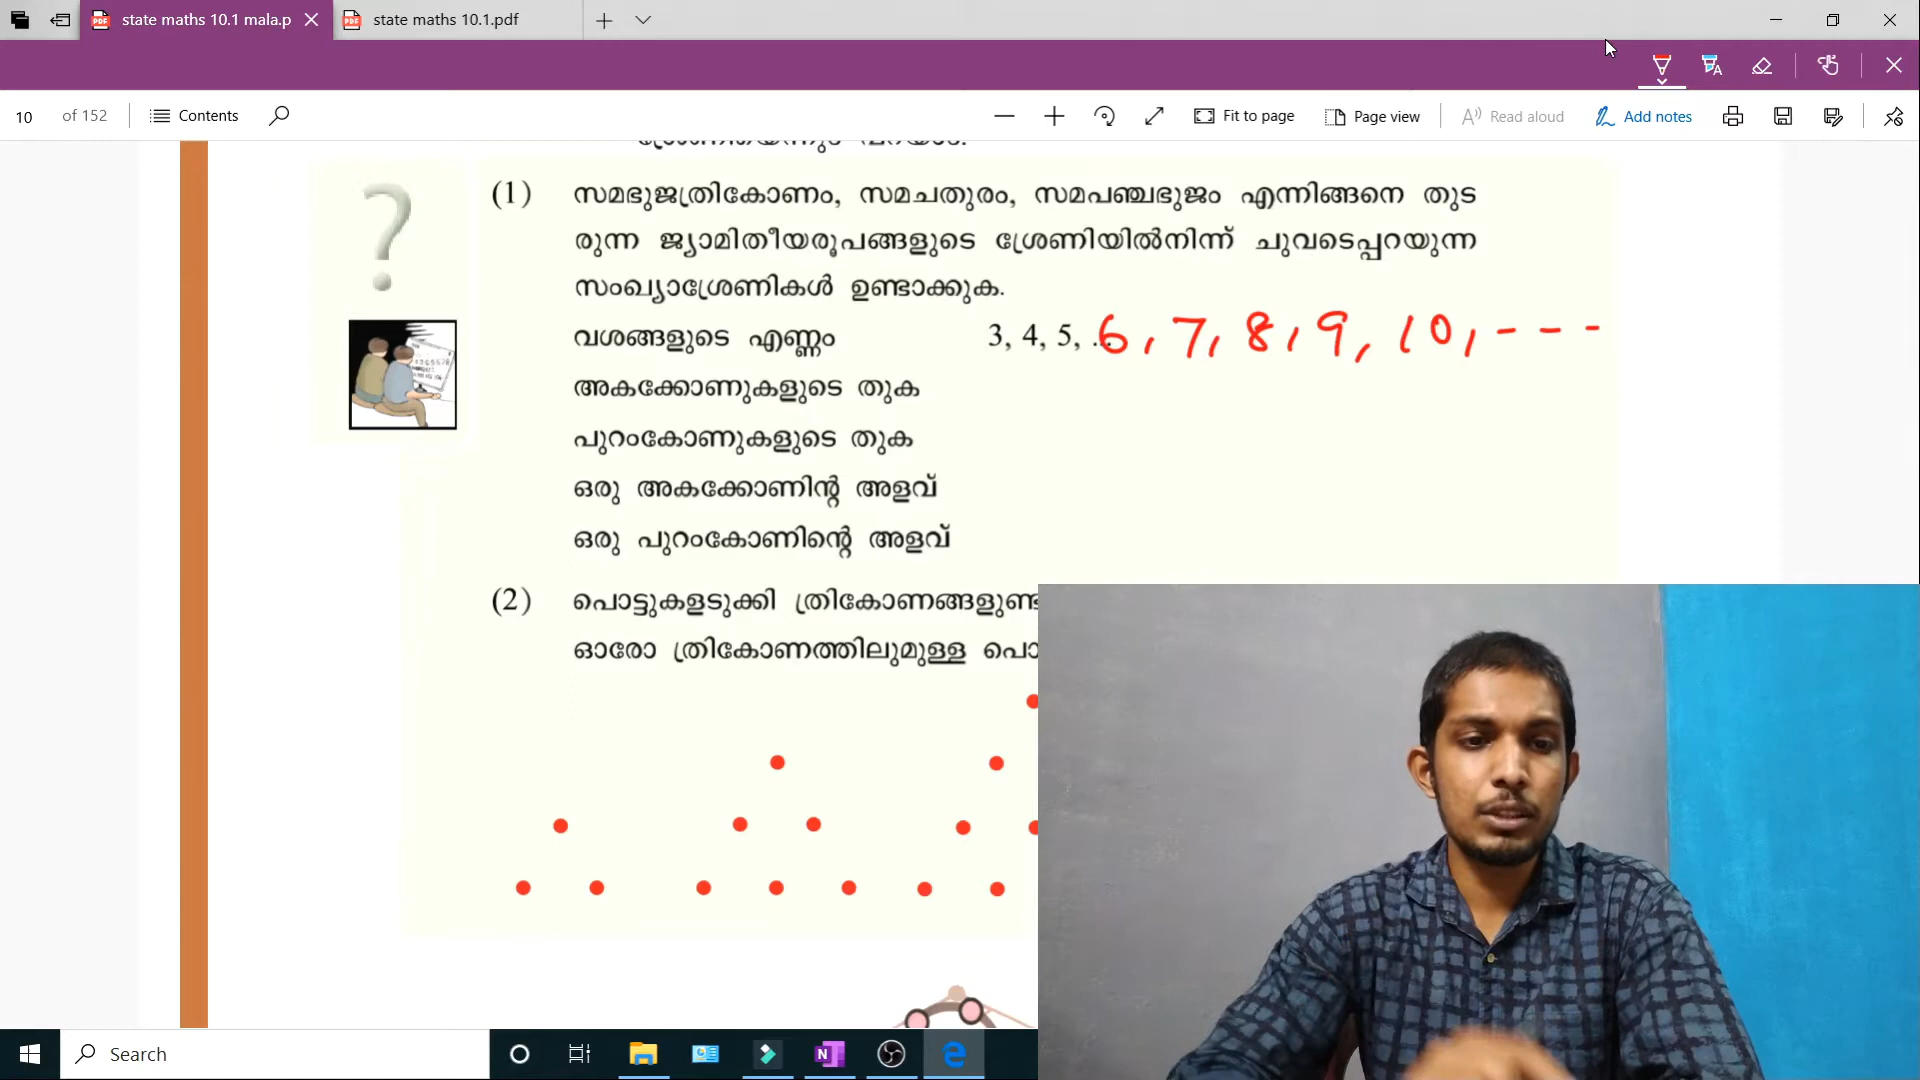 state maths 10.1 mala.p
state maths 10.1.pdf
10 of 152
Contents
Fit to page
Page view
Read aloud
Add notes
(1) സമഭുജത്രികോണം, സമചതുരം, സമപഞ്ചഭുജം എന്നിങ്ങനെ തുട
രുന്ന ജ്യാമിതീയരൂപങ്ങളുടെ ശ്രേണിയിൽനിന്ന് ചുവടെപ്പറയുന്ന
സംഖ്യാശ്രേണികൾ ഉണ്ടാക്കുക.
വശങ്ങളുടെ എണ്ണം 3, 4, 5, ... 6, 7, 8, 9, 10, - - -
അകക്കോണുകളുടെ തുക
പുറംകോണുകളുടെ തുക
ഒരു അകക്കോണിന്റ അളവ്
ഒരു പുറംകോണിന്റെ അളവ്
(2) പൊട്ടുകളടുക്കി ത്രികോണങ്ങളുണ്ട
ഓരോ ത്രികോണത്തിലുമുള്ള പൊ
Search